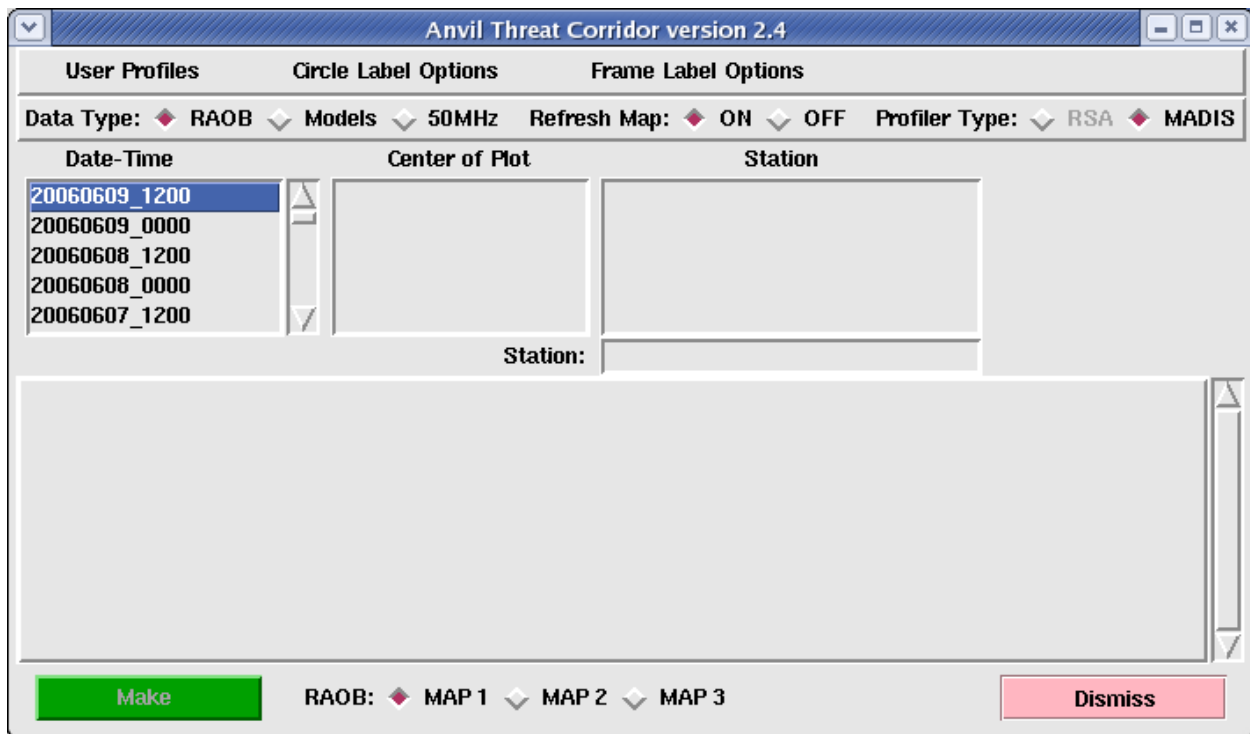 Anvil Threat Corridor version 2.4
User Profiles Circle Label Options Frame Label Options
Data Type: RAOB Models 50MHz Refresh Map: ON OFF Profiler Type: RSA MADIS
Date-Time Center of Plot Station
20060609_1200
20060609_0000
20060608_1200
20060608_0000
20060607_1200
Station:
Make RAOB: MAP 1 MAP 2 MAP 3 Dismiss